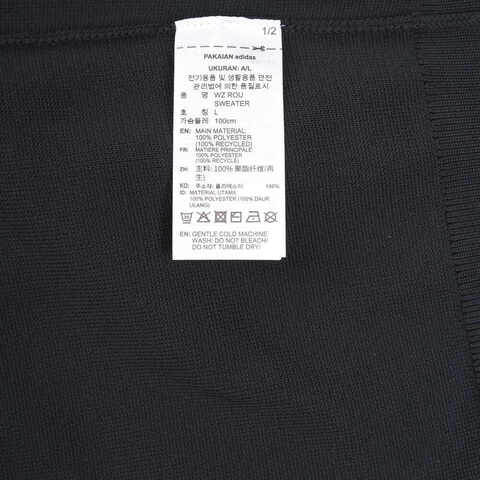 1/2
PAKAIAN adidas
UKURAN: A/L
전기용품 및 생활용품 안전
관리법에 의한 품질표시
품 명 WZ ROU
SWEATER
호 칭 L
가슴둘레 100cm
EN: MAIN MATERIAL:
100% POLYESTER
(100% RECYCLED)
FR: MATIERE PRINCIPALE:
100% POLYESTER
(100% RECYCLE)
ZH: 主料: 100% 聚酯纤维(再
生)
KO: 주소재: 폴리에스터 100%
ID: MATERIAL UTAMA:
100% POLYESTER (100% DAUR
ULANG)
EN: GENTLE COLD MACHINE
WASH/ DO NOT BLEACH/
DO NOT TUMBLE DRY/